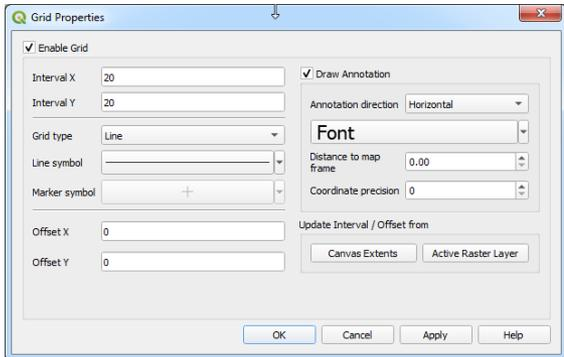 Grid Properties
Enable Grid
Interval X 20
Interval Y 20
Grid type Line
Line symbol
Marker symbol
Offset X 0
Offset Y 0
Draw Annotation
Annotation direction Horizontal
Font
Distance to map
frame 0.00
Coordinate precision 0
Update Interval / Offset from
Canvas Extents Active Raster Layer
OK Cancel Apply Help